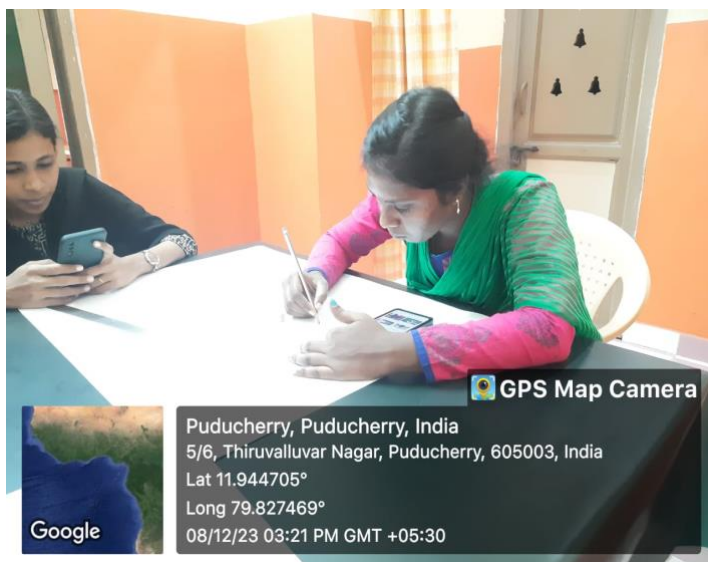 GPS Map Camera
Puducherry, Puducherry, India
5/6, Thiruvalluvar Nagar, Puducherry, 605003, India
Lat 11.944705°
Long 79.827469°
08/12/23 03:21 PM GMT +05:30
Google